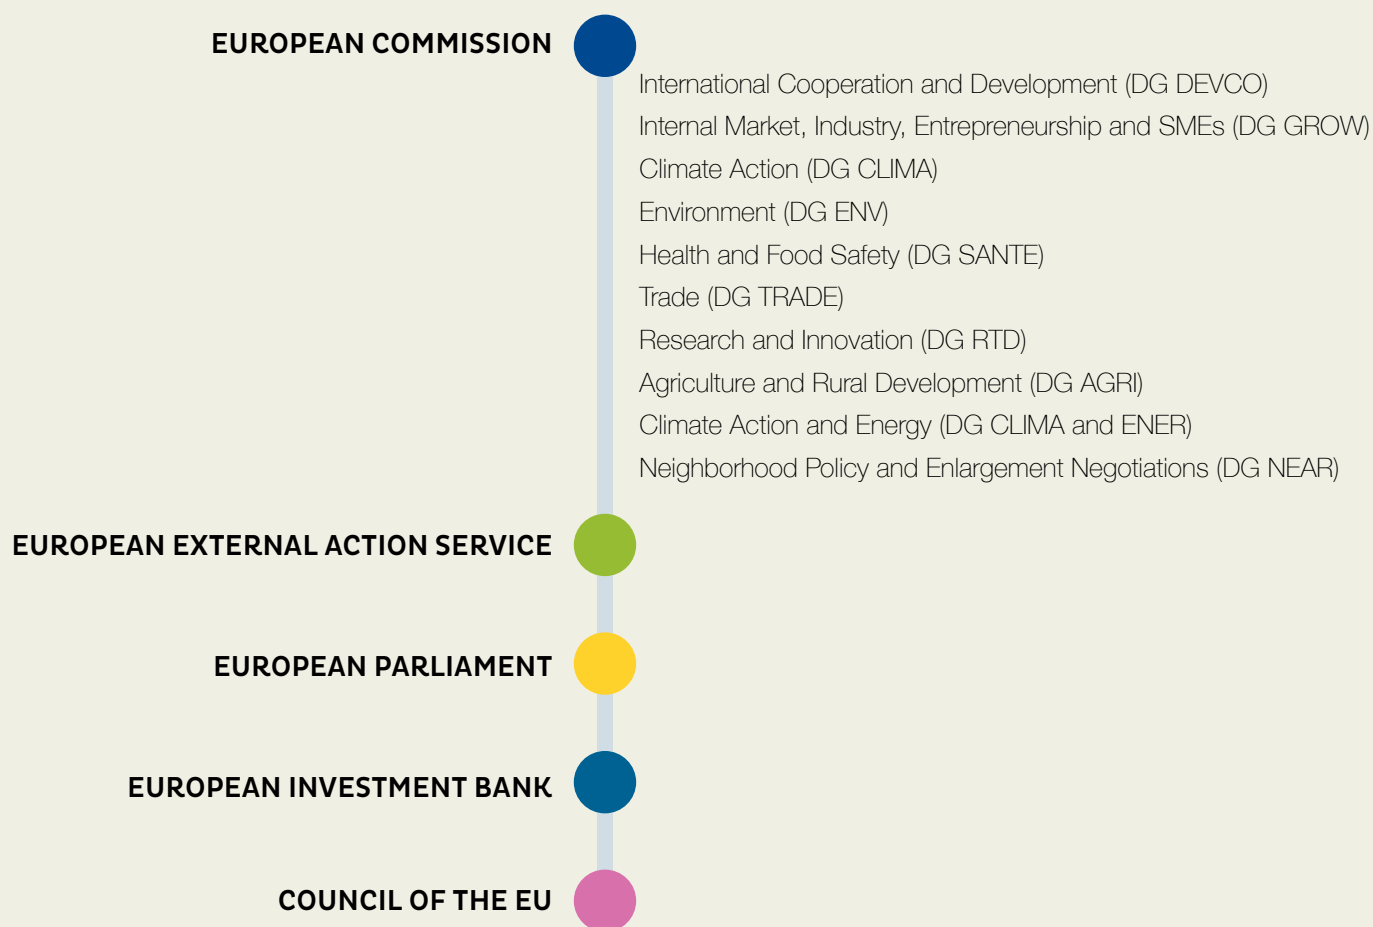 EUROPEAN COMMISSION
International Cooperation and Development (DG DEVCO)
Internal Market, Industry, Entrepreneurship and SMEs (DG GROW)
Climate Action (DG CLIMA)
Environment (DG ENV)
Health and Food Safety (DG SANTE)
Trade (DG TRADE)
Research and Innovation (DG RTD)
Agriculture and Rural Development (DG AGRI)
Climate Action and Energy (DG CLIMA and ENER)
Neighborhood Policy and Enlargement Negotiations (DG NEAR)
EUROPEAN EXTERNAL ACTION SERVICE
EUROPEAN PARLIAMENT
EUROPEAN INVESTMENT BANK
COUNCIL OF THE EU